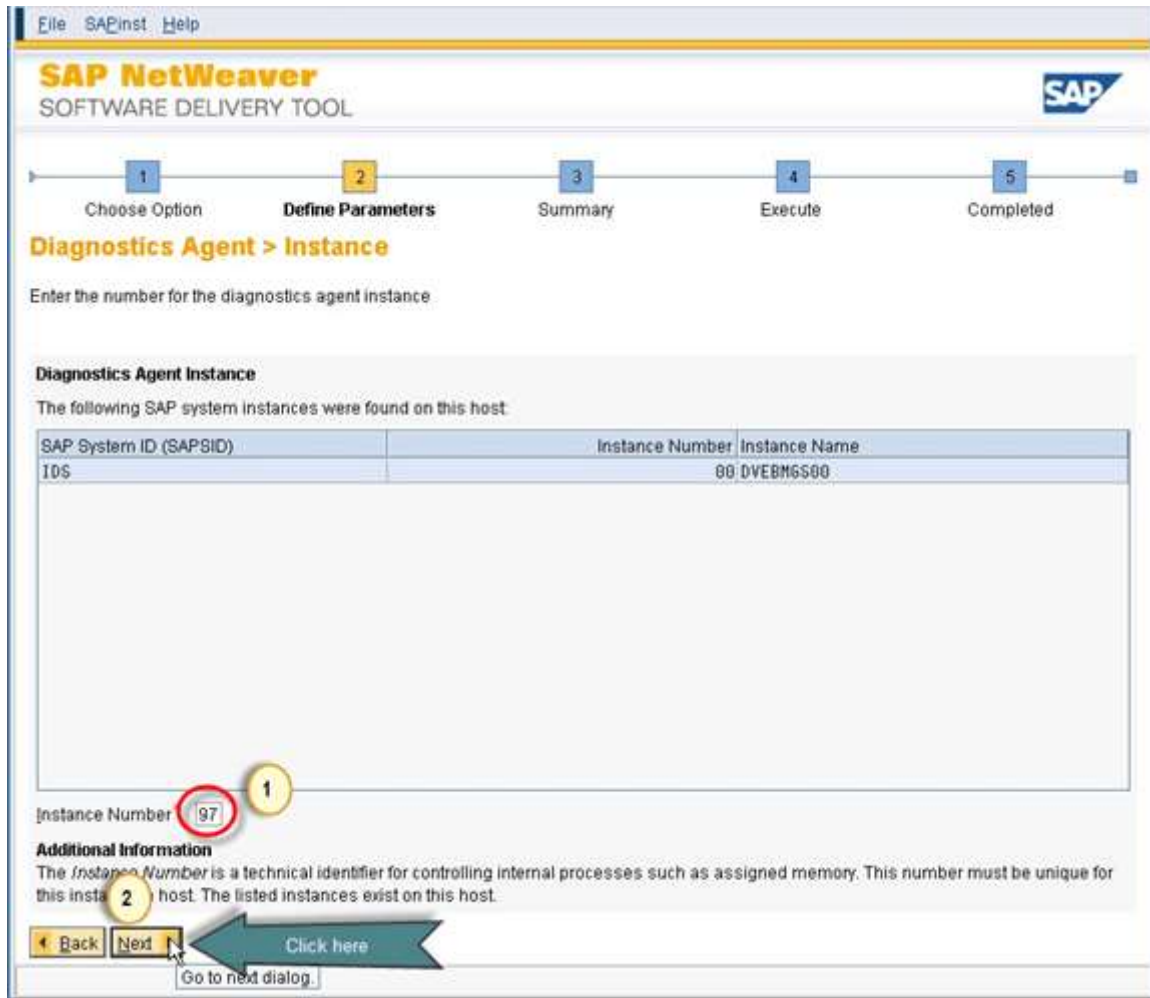 File SAPinst Help
SAP NetWeaver
SOFTWARE DELIVERY TOOL
SAP
1 2 3 4 5
Choose Option Define Parameters Summary Execute Completed
Diagnostics Agent > Instance
Enter the number for the diagnostics agent instance
Diagnostics Agent Instance
The following SAP system instances were found on this host:
SAP System ID (SAPSID) Instance Number Instance Name
IDS 00 DVEBMGS00
1
Instance Number 97
Additional Information
The Instance Number is a technical identifier for controlling internal processes such as assigned memory. This number must be unique for
this insta host. The listed instances exist on this host.
2
Back Next Click here
Go to next dialog.